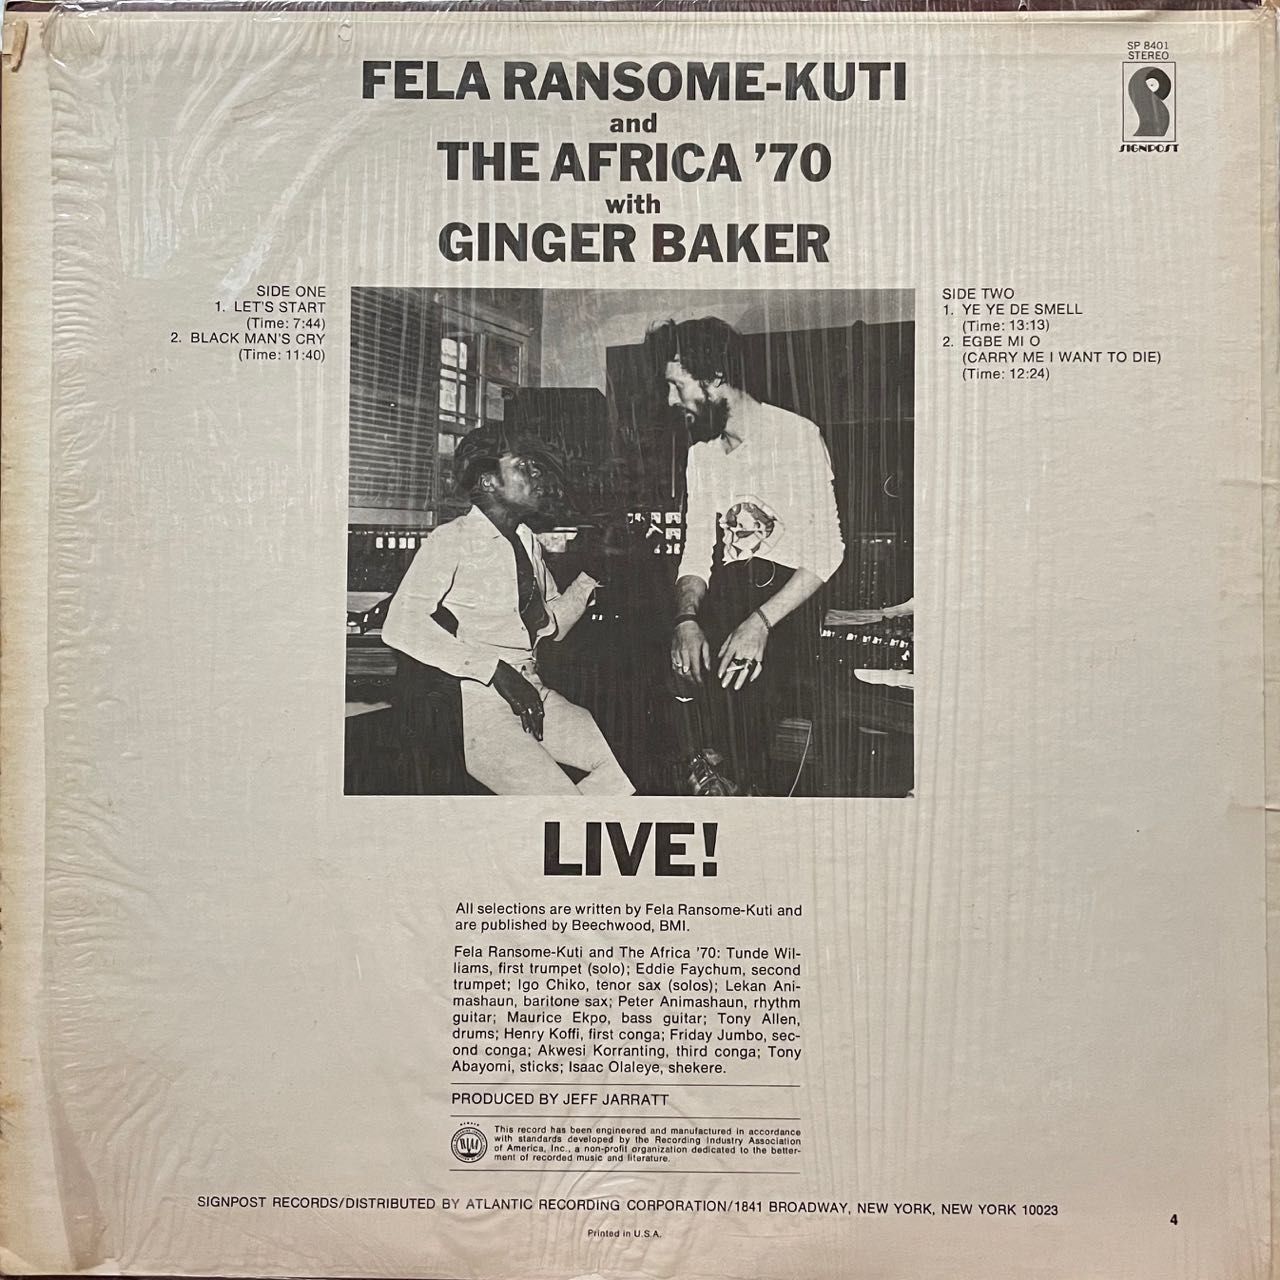 SP 8401
STEREO
SIGNPOST
FELA RANSOME-KUTI
and
THE AFRICA ’70
with
GINGER BAKER
SIDE ONE
1. LET'S START
(Time: 7:44)
2. BLACK MAN'S CRY
(Time: 11:40)
SIDE TWO
1. YE YE DE SMELL
(Time: 13:13)
2. EGBE MI O
(CARRY ME I WANT TO DIE)
(Time: 12:24)
LIVE!
All selections are written by Fela Ransome-Kuti and
are published by Beechwood, BMI.
Fela Ransome-Kuti and The Africa '70: Tunde Wil-
liams, first trumpet (solo); Eddie Faychum, second
trumpet; Igo Chiko, tenor sax (solos); Lekan Ani-
mashaun, baritone sax; Peter Animashaun, rhythm
guitar; Maurice Ekpo, bass guitar; Tony Allen,
drums; Henry Koffi, first conga; Friday Jumbo, sec-
ond conga; Akwesi Korranting, third conga; Tony
Abayomi, sticks; Isaac Olaleye, shekere.
PRODUCED BY JEFF JARRATT
This record has been engineered and manufactured in accordance
with standards developed by the Recording Industry Association
of America, Inc., a non-profit organization dedicated to the better-
ment of recorded music and literature.
SIGNPOST RECORDS/DISTRIBUTED BY ATLANTIC RECORDING CORPORATION/1841 BROADWAY, NEW YORK, NEW YORK 10023
Printed in U.S.A.
4